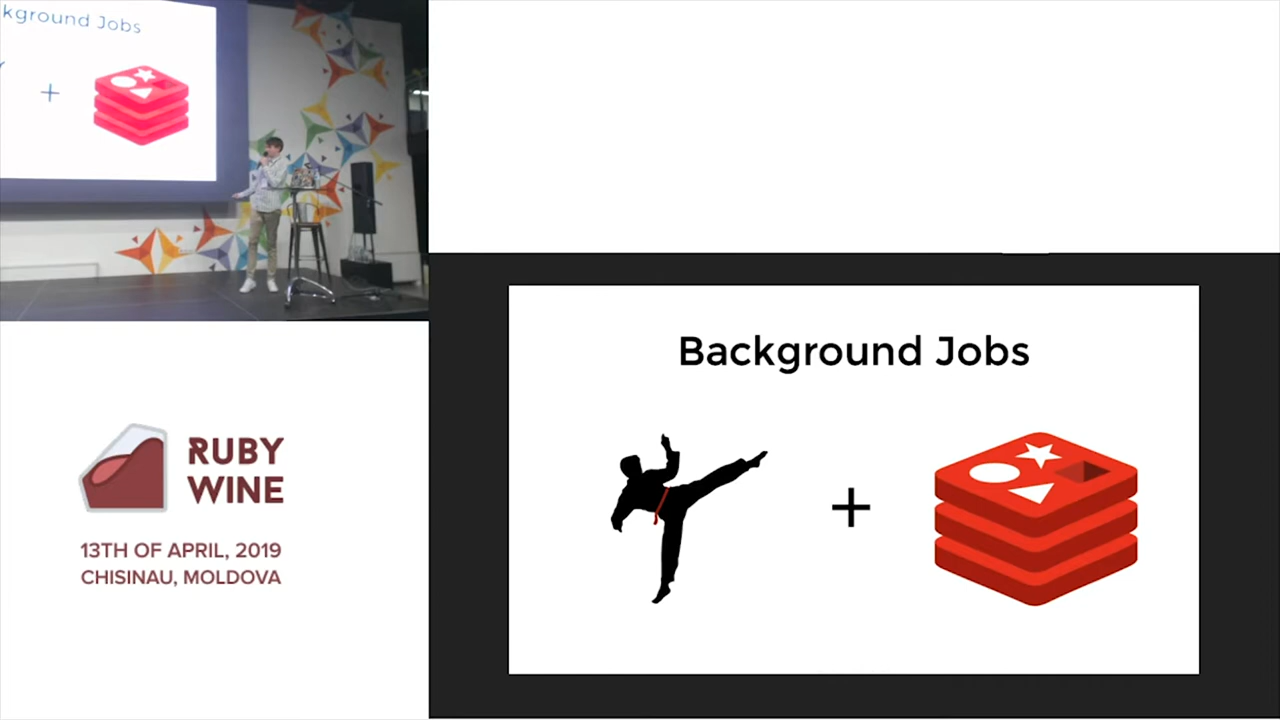 kground Jobs
+
Background Jobs
+
RUBY
WINE
13TH OF APRIL, 2019
CHISINAU, MOLDOVA